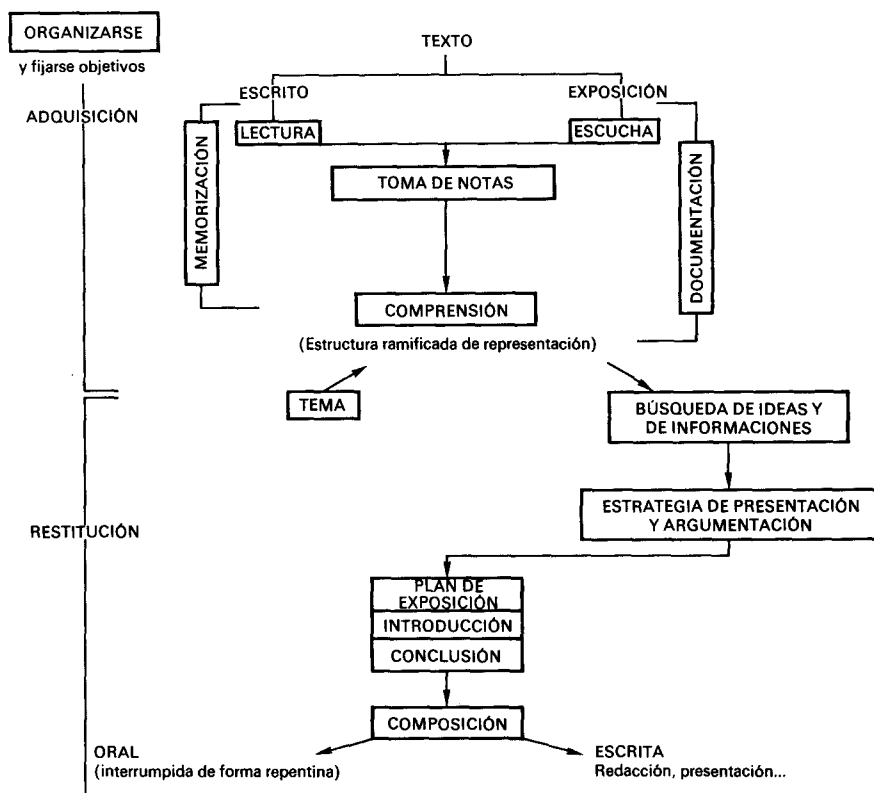 ORGANIZARSE
y fijarse objetivos
TEXTO
ADQUISICIÓN
ESCRITO
EXPOSICIÓN
LECTURA
ESCUCHA
MEMORIZACIÓN
TOMA DE NOTAS
DOCUMENTACIÓN
COMPRENSIÓN
(Estructura ramificada de representación)
TEMA
BÚSQUEDA DE IDEAS Y
DE INFORMACIONES
RESTITUCIÓN
ESTRATEGIA DE PRESENTACIÓN
Y ARGUMENTACIÓN
PLAN DE
EXPOSICIÓN
INTRODUCCIÓN
CONCLUSIÓN
COMPOSICIÓN
ORAL
(interrumpida de forma repentina)
ESCRITA
Redacción, presentación...